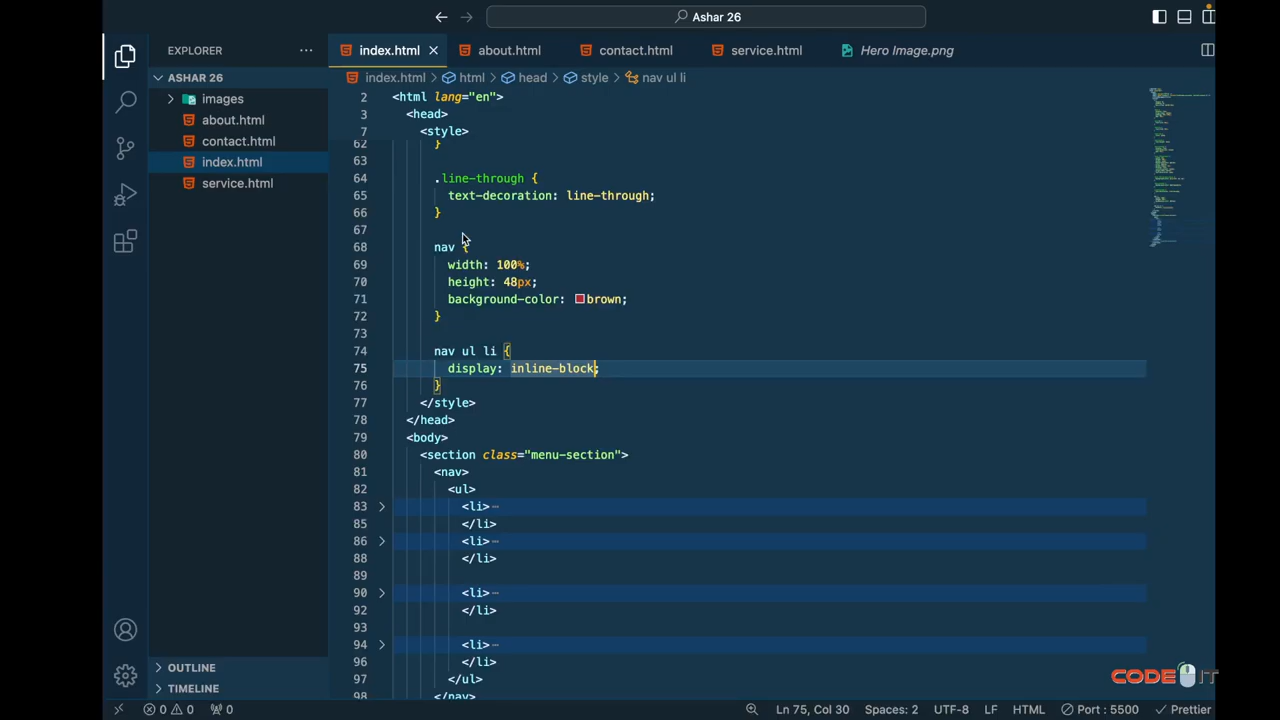 Ashar 26
EXPLORER
ASHAR 26
images
about.html
contact.html
index.html
service.html
OUTLINE
TIMELINE
index.html
about.html
contact.html
service.html
Hero Image.png
index.html > html > head > style > nav ul li
2 <html lang="en">
3 <head>
7 <style>
62 }
63
64 .line-through {
65 text-decoration: line-through;
66 }
67
68 nav {
69 width: 100%;
70 height: 48px;
71 background-color: brown;
72 }
73
74 nav ul li {
75 display: inline-block;
76 }
77 </style>
78 </head>
79 <body>
80 <section class="menu-section">
81 <nav>
82 <ul>
83 <li>
85 </li>
86 <li>
88 </li>
89
90 <li>
92 </li>
93
94 <li>
96 </li>
97 </ul>
98 </nav>
CODE IT
0 0 0 Ln 75, Col 30 Spaces: 2 UTF-8 LF HTML Port : 5500 Prettier